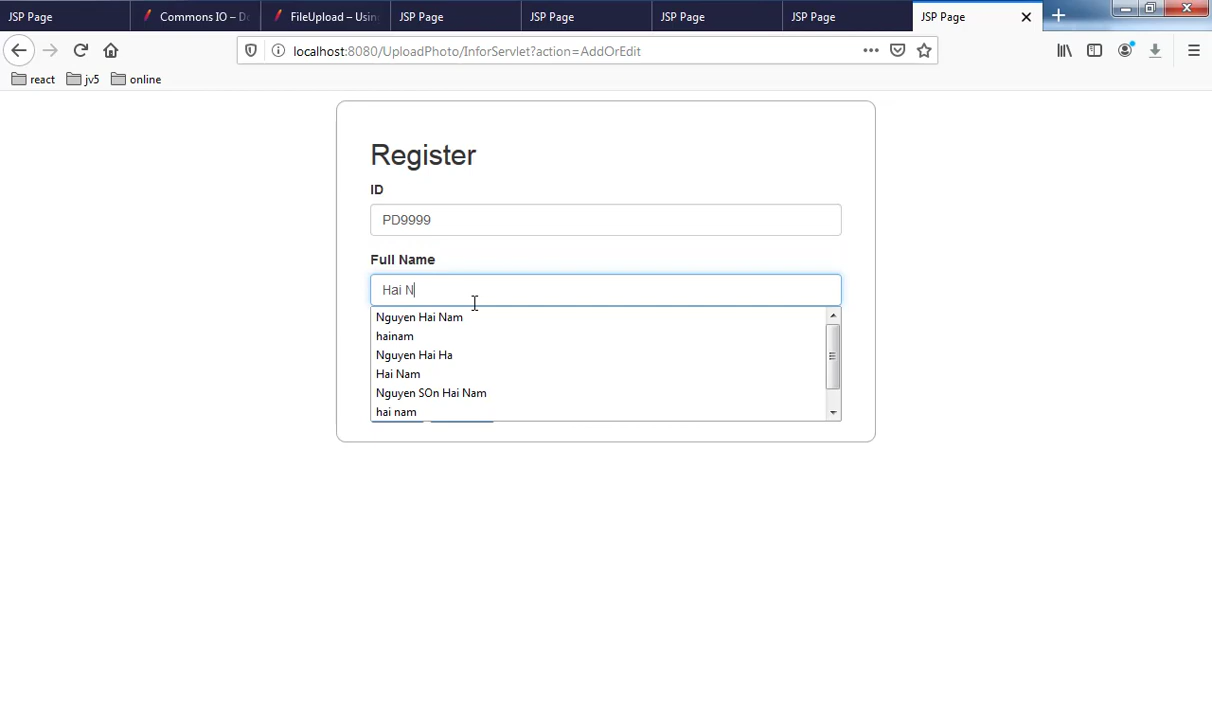 JSP Page
Commons IO – Do
FileUpload – Using
JSP Page
JSP Page
JSP Page
JSP Page
JSP Page
localhost:8080/UploadPhoto/InforServlet?action=AddOrEdit
react
jv5
online
Register
ID
PD9999
Full Name
Hai N
Nguyen Hai Nam
hainam
Nguyen Hai Ha
Hai Nam
Nguyen SOn Hai Nam
hai nam